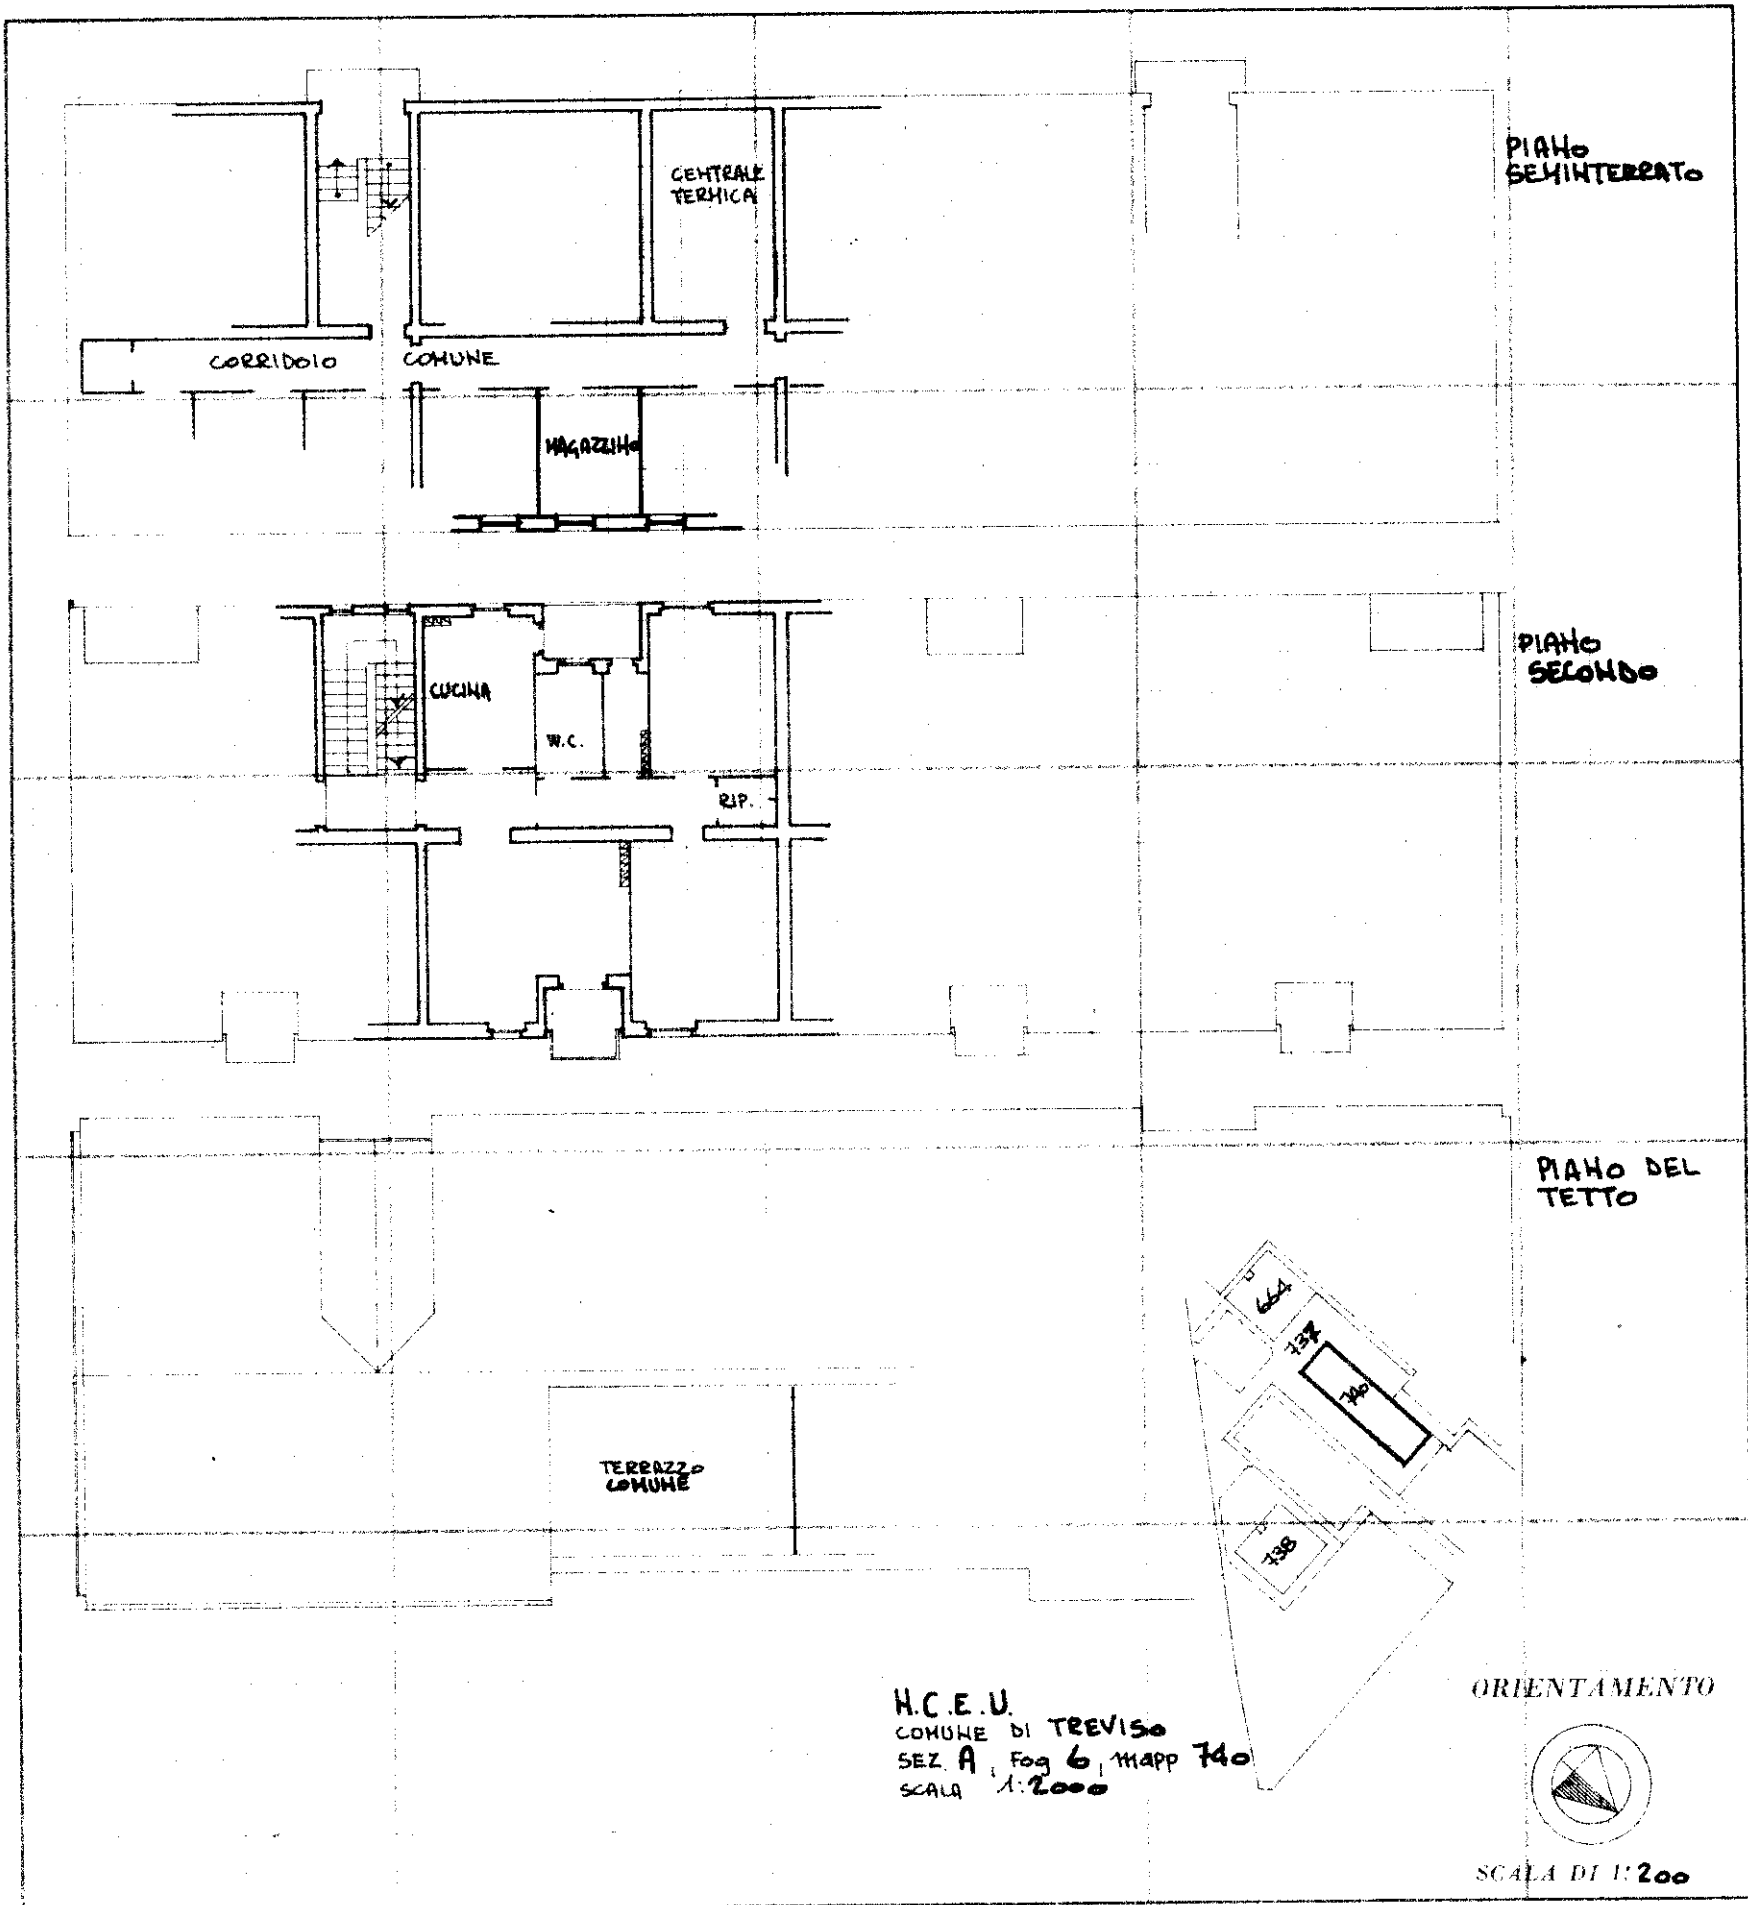 PIANO
SEMINTERRATO
CENTRALE
TERMICA
CORRIDOIO COMUNE
MAGAZZINO
PIANO
SECONDO
CUCINA
W.C.
RIP.
PIANO DEL
TETTO
664
737
740
TERRAZZO
COMUNE
738
N.C.E.U.
COMUNE DI TREVISO
SEZ. A, Fog 6, mapp 740
SCALA 1:2000
ORIENTAMENTO
SCALA DI 1:200